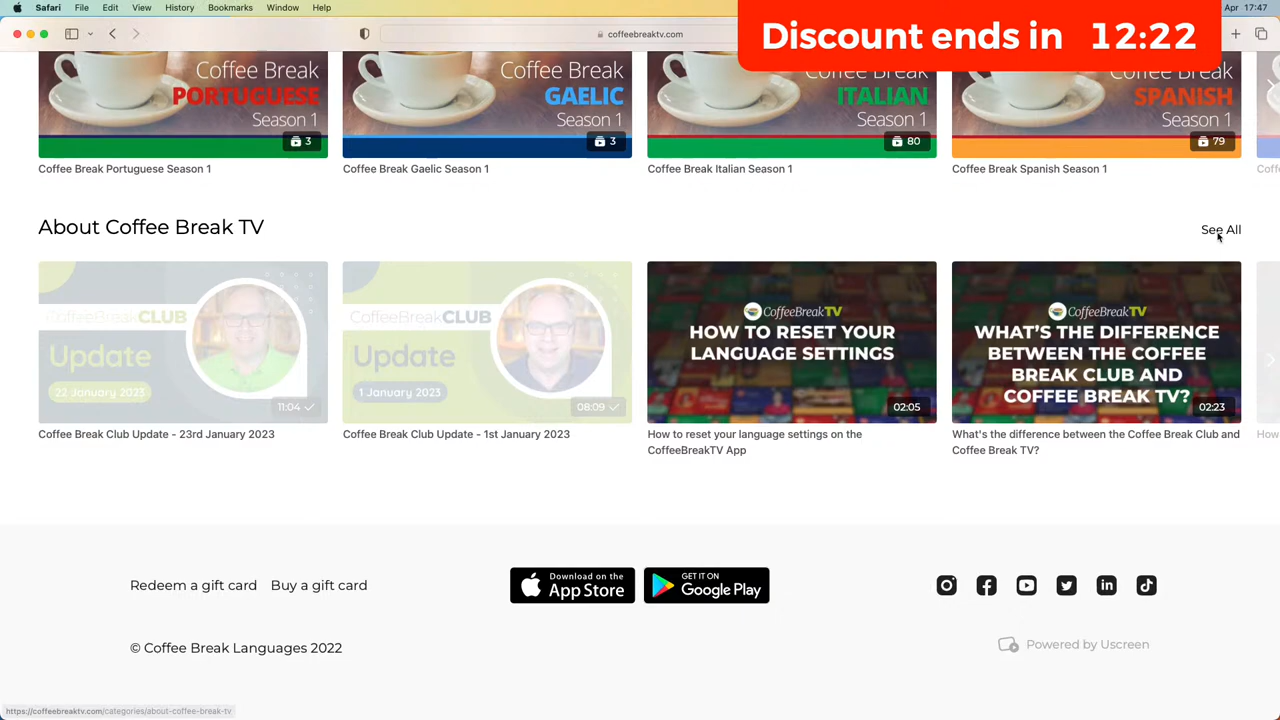 Safari File Edit View History Bookmarks Window Help
Apr 17:47
coffeebreaktv.com
Discount ends in 12:22
Coffee Break
PORTUGUESE
Season 1
3
Coffee Break
GAELIC
Season 1
3
Coffee Break
ITALIAN
Season 1
80
Coffee Break
SPANISH
Season 1
79
Coffee Break Portuguese Season 1
Coffee Break Gaelic Season 1
Coffee Break Italian Season 1
Coffee Break Spanish Season 1
About Coffee Break TV
See All
CoffeeBreakCLUB
Update
22 January 2023
11:04
CoffeeBreakCLUB
Update
1 January 2023
08:09
CoffeeBreakTV
HOW TO RESET YOUR
LANGUAGE SETTINGS
02:05
CoffeeBreakTV
WHAT'S THE DIFFERENCE
BETWEEN THE COFFEE
BREAK CLUB AND
COFFEE BREAK TV?
02:23
Coffee Break Club Update - 23rd January 2023
Coffee Break Club Update - 1st January 2023
How to reset your language settings on the
CoffeeBreakTV App
What's the difference between the Coffee Break Club and
Coffee Break TV?
How
Redeem a gift card
Buy a gift card
Download on the
App Store
GET IT ON
Google Play
© Coffee Break Languages 2022
Powered by Uscreen
https://coffeebreaktv.com/categories/about-coffee-break-tv